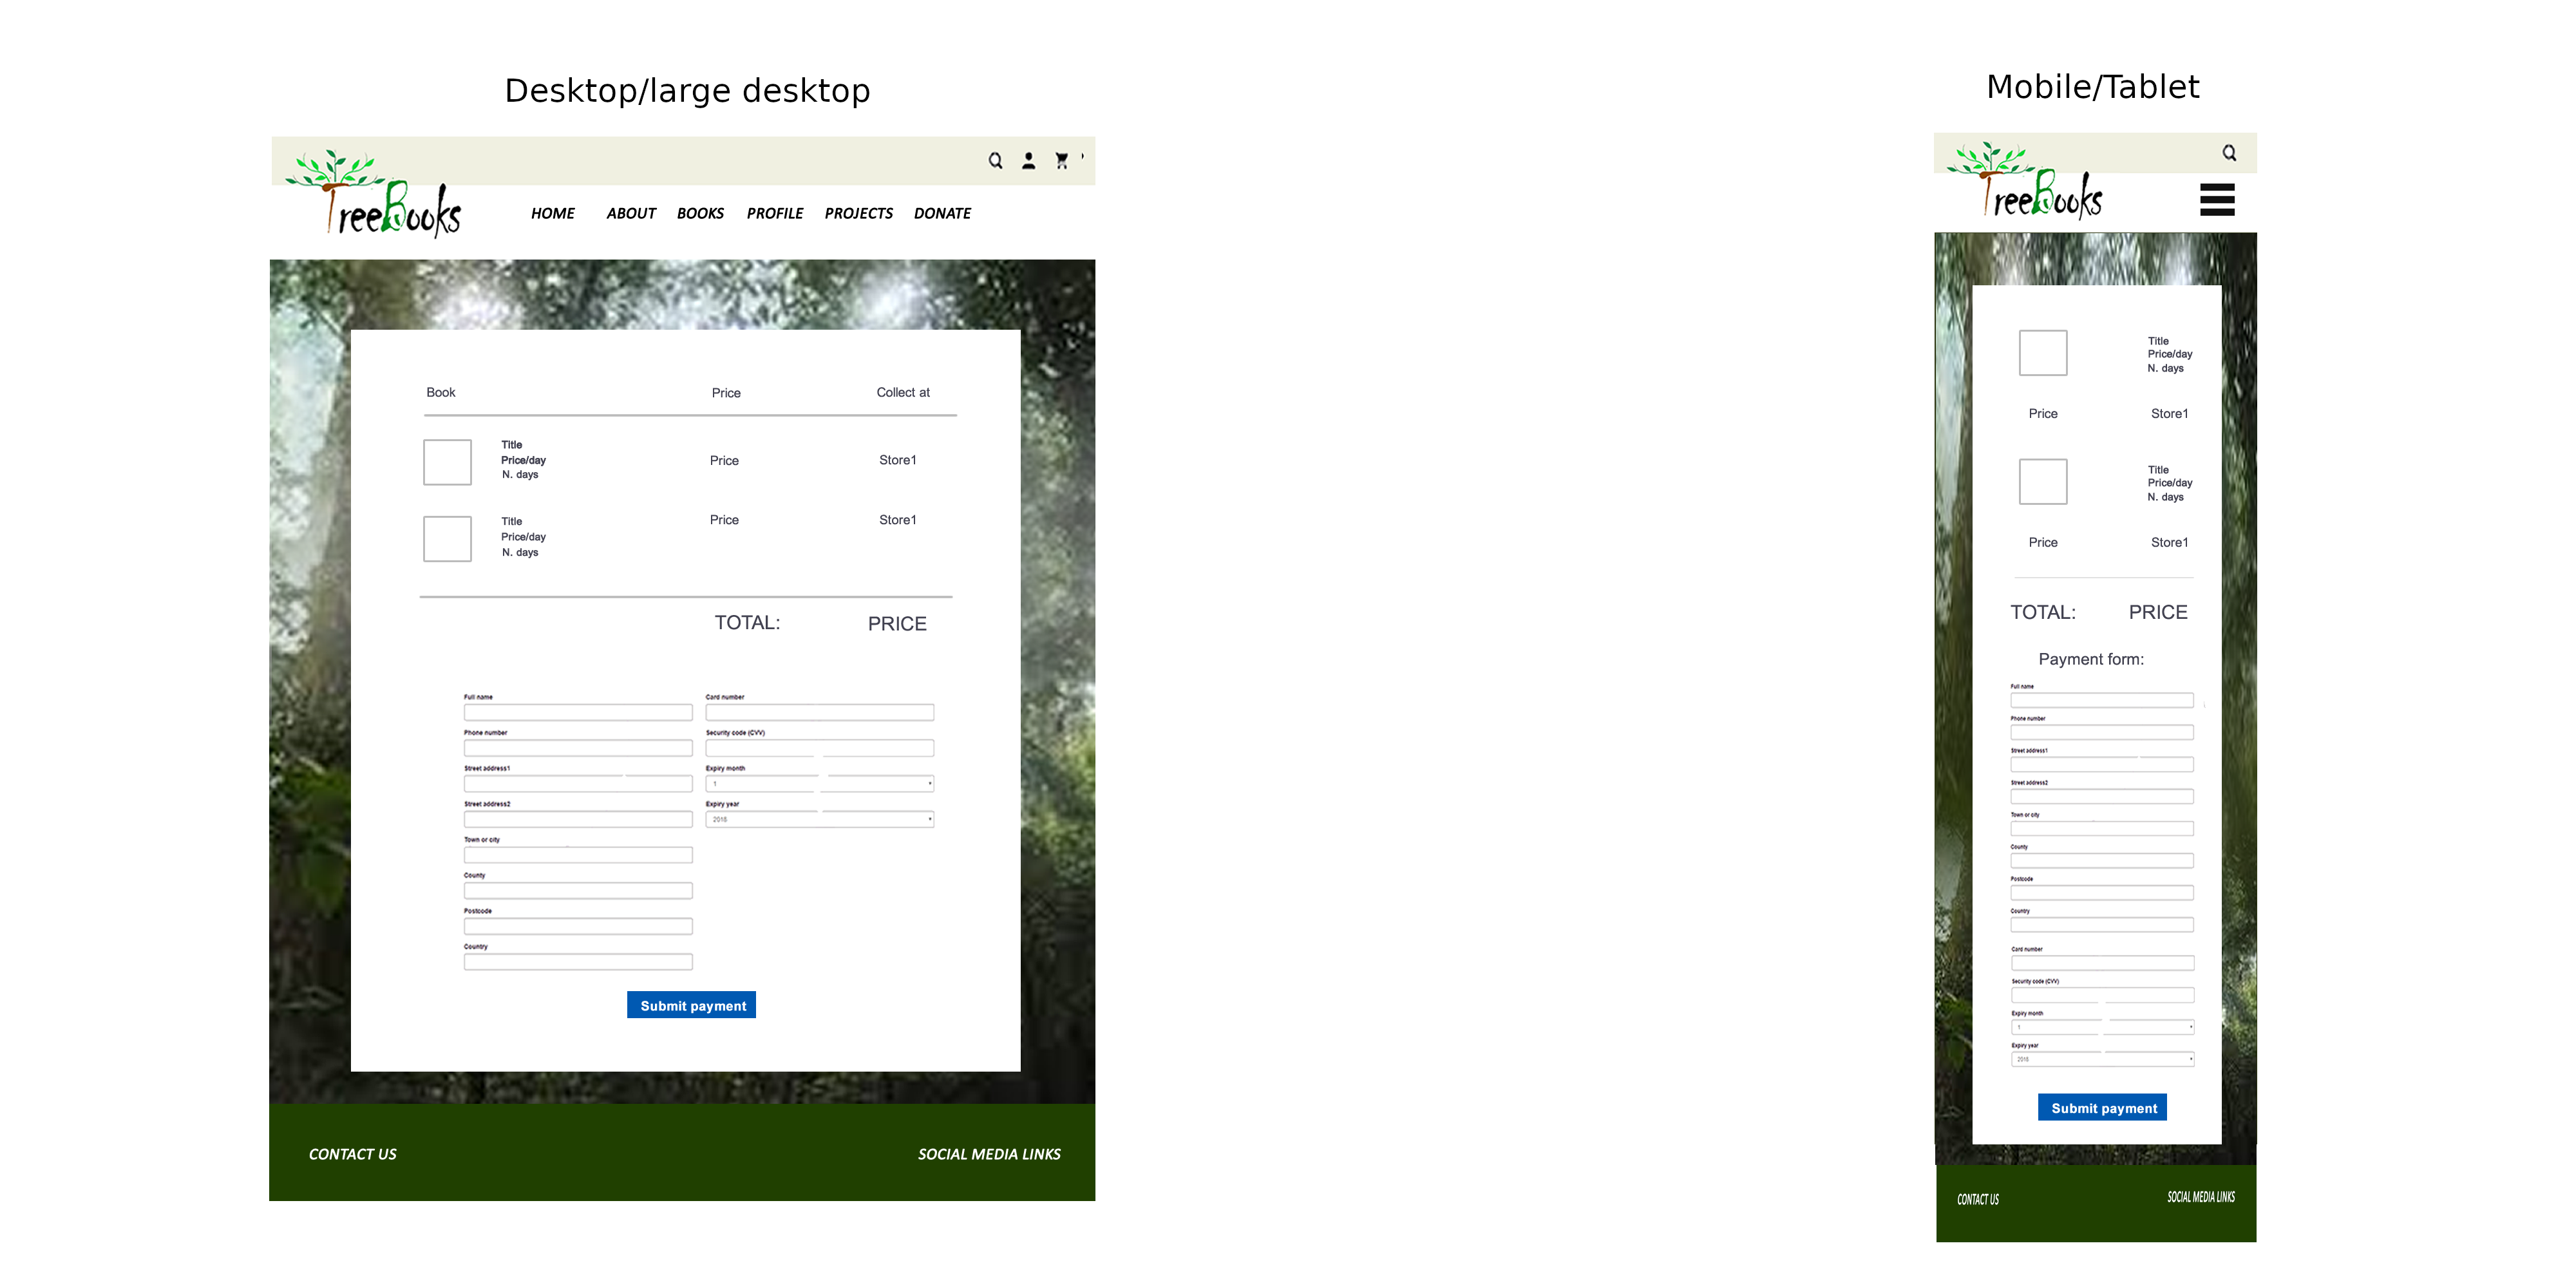 Desktop/large desktop
TreeBooks
HOME ABOUT BOOKS PROFILE PROJECTS DONATE
Book Price Collect at
Title
Price/day
N. days
Price Store1
Title
Price/day
N. days
Price Store1
TOTAL: PRICE
Full name
Phone number
Street address1
Street address2
Town or city
County
Postcode
Country
Card number
Security code (CVV)
Expiry month
1
Expiry year
2016
Submit payment
CONTACT US
SOCIAL MEDIA LINKS
Mobile/Tablet
TreeBooks
Title
Price/day
N. days
Price Store1
Title
Price/day
N. days
Price Store1
TOTAL: PRICE
Payment form:
Full name
Phone number
Street address1
Street address2
Town or city
County
Postcode
Country
Card number
Security code (CVV)
Expiry month
1
Expiry year
2016
Submit payment
CONTACT US
SOCIAL MEDIA LINKS